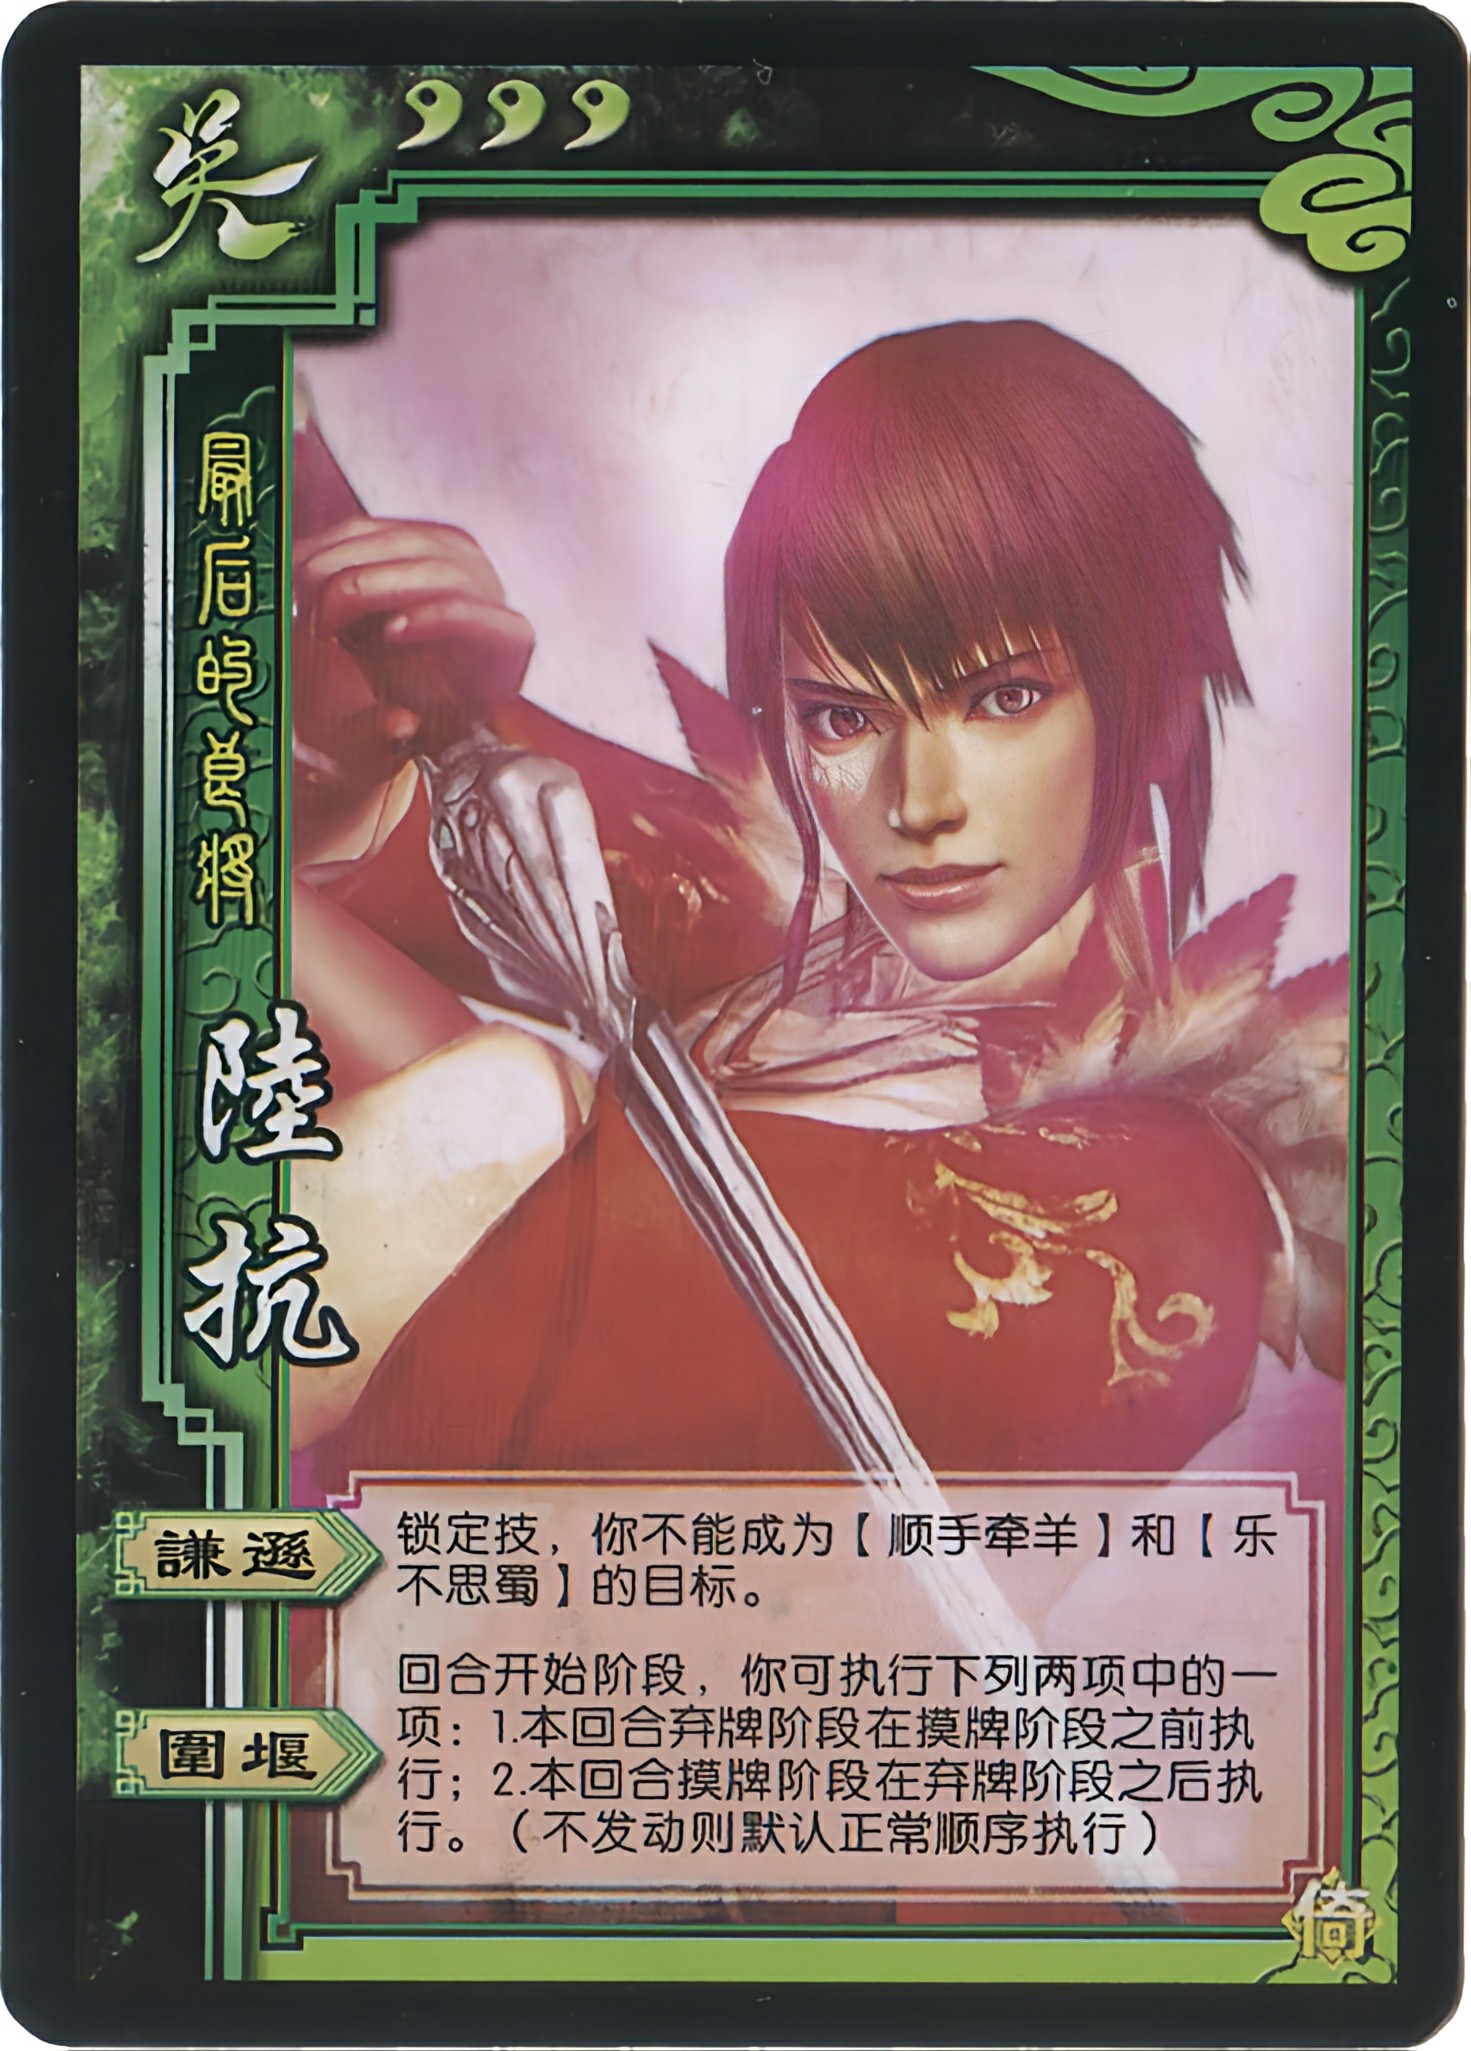 吴
最后的良将
陸抗
謙遜
锁定技，你不能成为【顺手牵羊】和【乐
不思蜀】的目标。
圍堰
回合开始阶段，你可执行下列两项中的一
项：1.本回合弃牌阶段在摸牌阶段之前执
行；2.本回合摸牌阶段在弃牌阶段之后执
行。（不发动则默认正常顺序执行）
倚